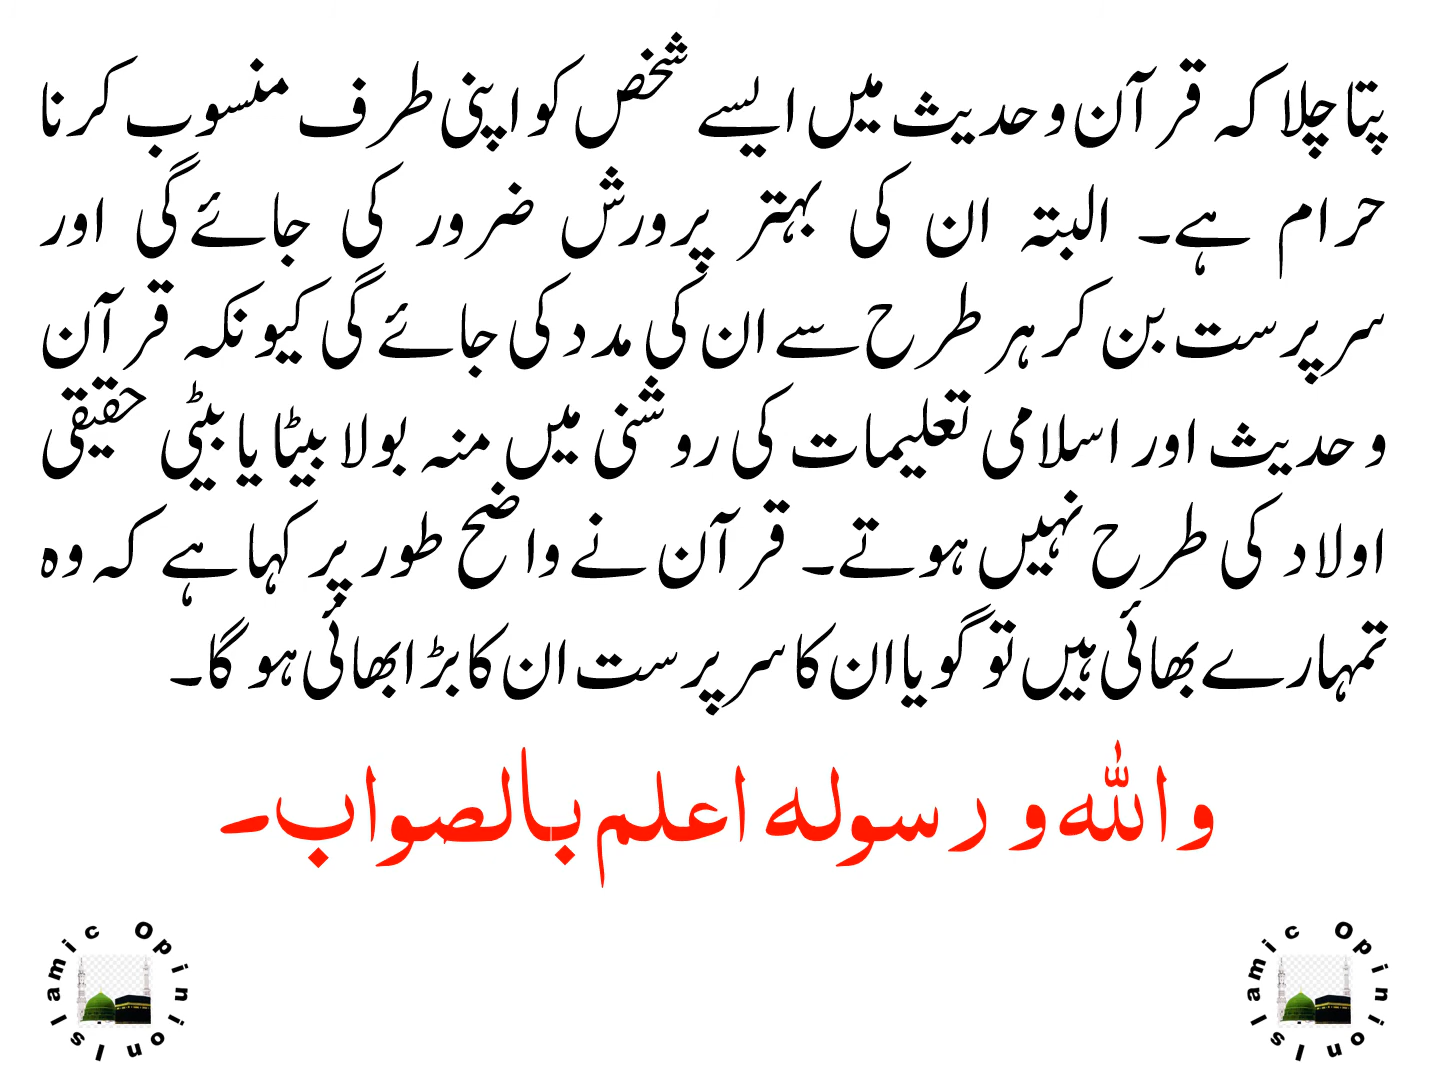 پتا چلا کہ قرآن و حدیث میں ایسے شخص کو اپنی طرف منسوب کرنا
حرام ہے۔ البتہ ان کی بہتر پرورش ضرور کی جائے گی اور
سرپرست بن کر ہر طرح سے ان کی مدد کی جائے گی کیونکہ قرآن
و حدیث اور اسلامی تعلیمات کی روشنی میں منہ بولا بیٹا یا بیٹی حقیقی
اولاد کی طرح نہیں ہوتے۔ قرآن نے واضح طور پر کہا ہے کہ وہ
تمہارے بھائی ہیں تو گویا ان کا سرپرست ان کا بڑا بھائی ہو گا۔
واللہ و رسولہ اعلم بالصواب۔
Islamic Opinion
Islamic Opinion